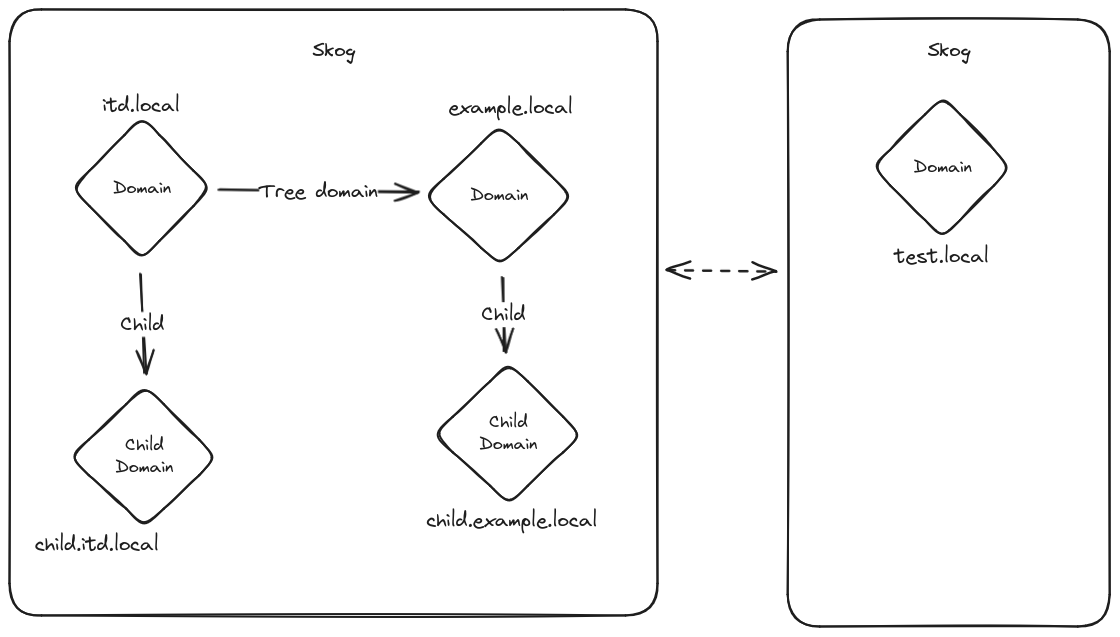 Skog
itd.local
example.local
Domain
Tree domain
Domain
Child
Child
Child
Domain
Child
Domain
child.itd.local
child.example.local
Skog
Domain
test.local